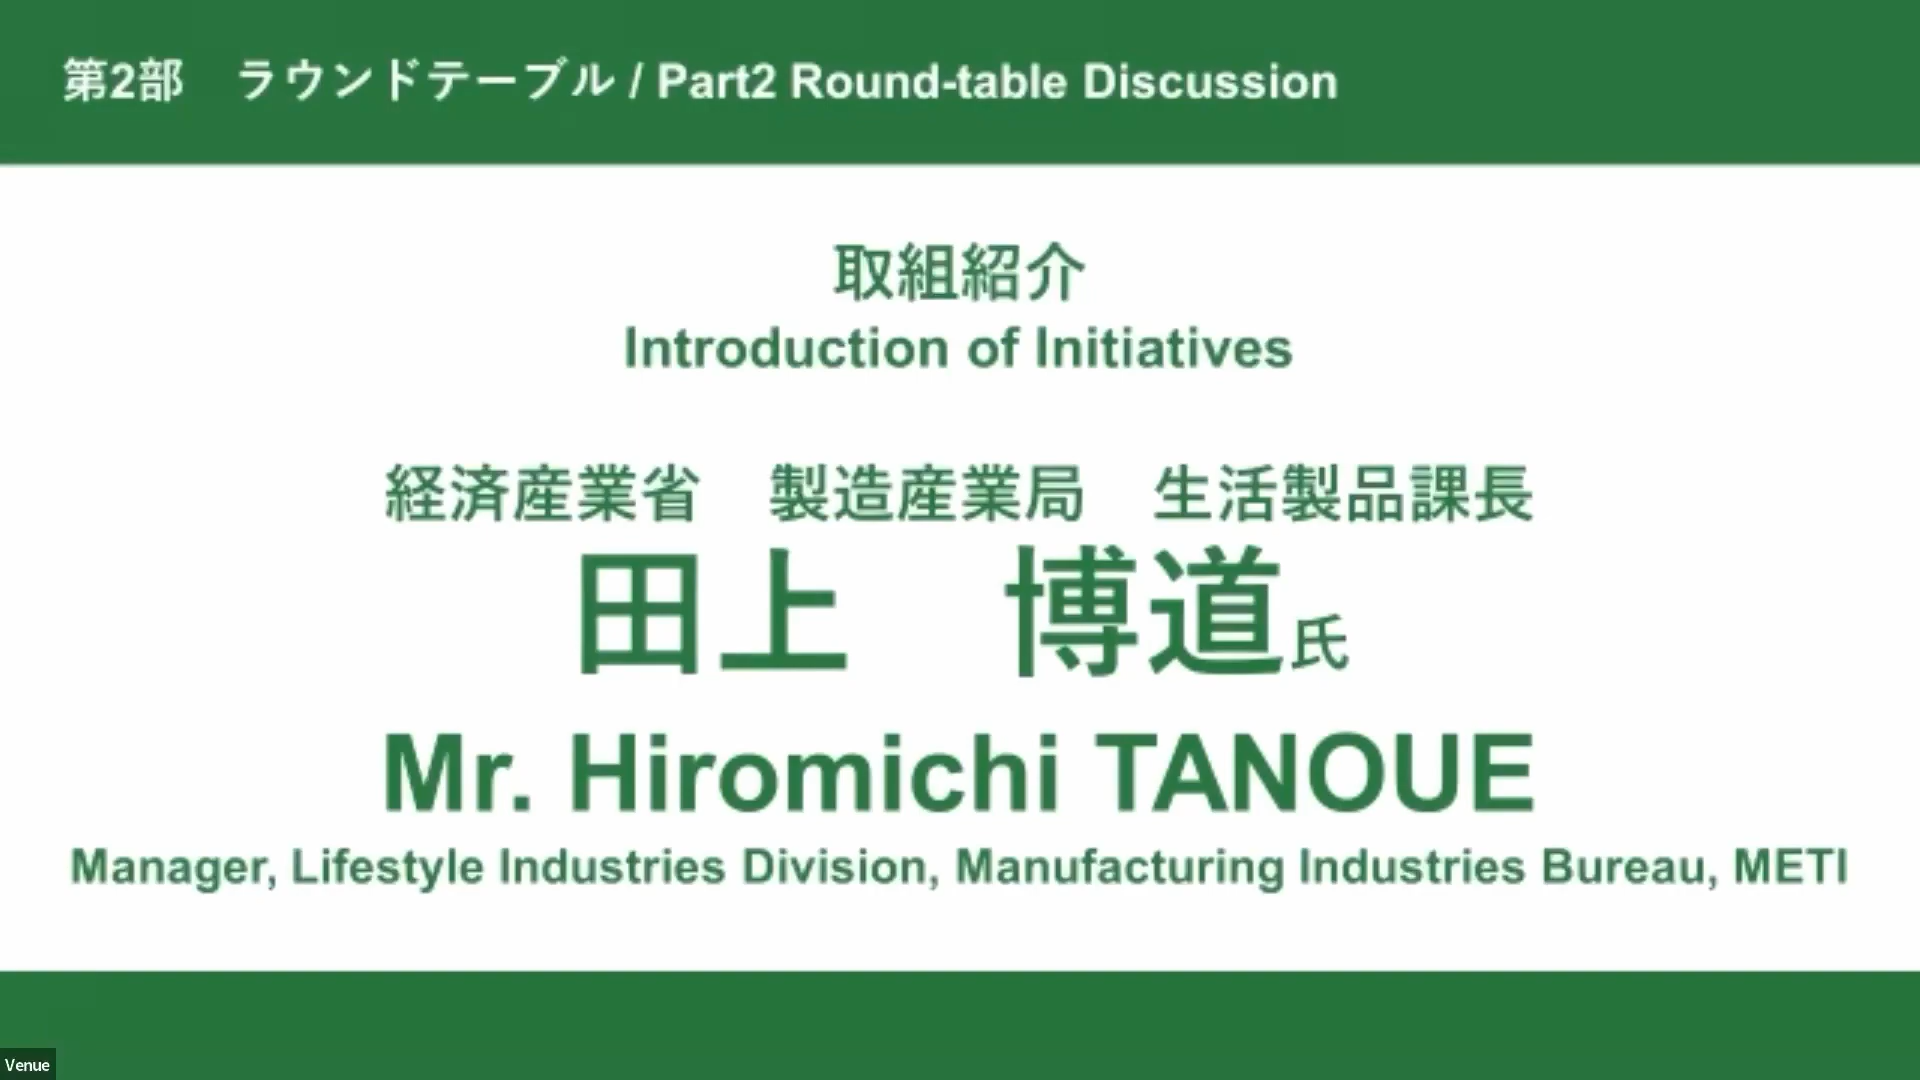 第2部　ラウンドテーブル / Part2 Round-table Discussion
取組紹介
Introduction of Initiatives
経済産業省　製造産業局　生活製品課長
田上　博道氏
Mr. Hiromichi TANOUE
Manager, Lifestyle Industries Division, Manufacturing Industries Bureau, METI
Venue